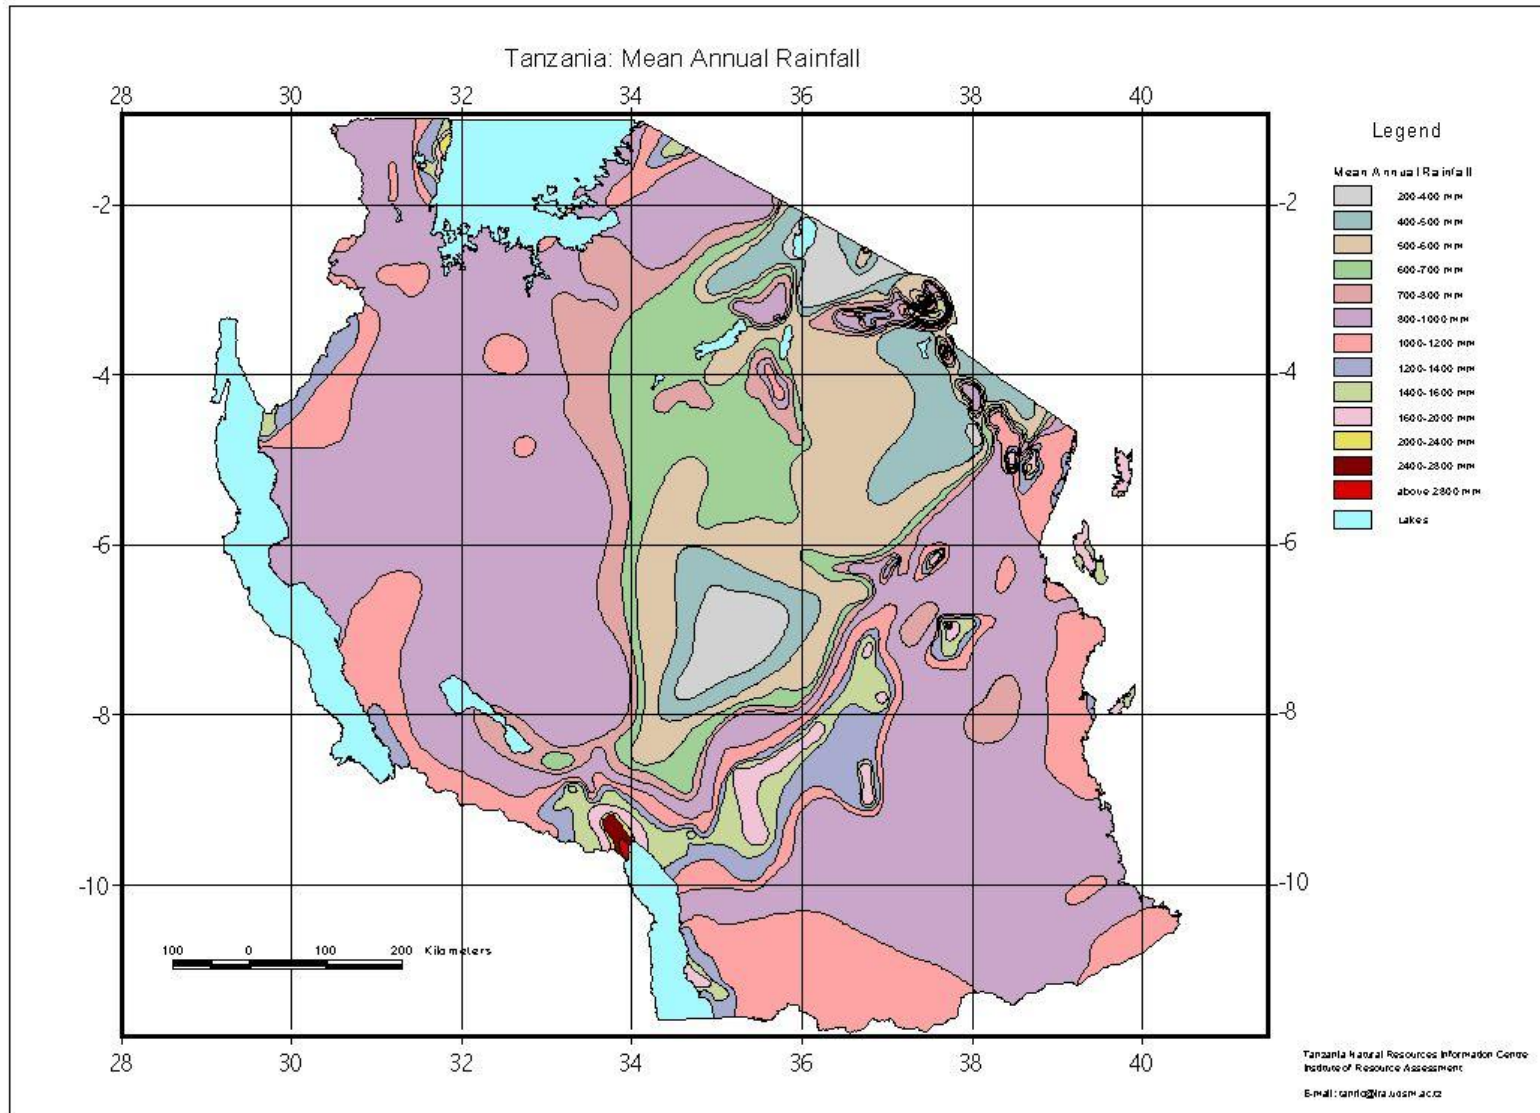 Tanzania: Mean Annual Rainfall
28 30 32 34 36 38 40
-2 -2
-4 -4
-6 -6
-8 -8
-10 -10
100 0 100 200 Kilometers
28 30 32 34 36 38 40
Legend
Mean Annual Rainfall
200-400 mm
400-500 mm
500-600 mm
600-700 mm
700-800 mm
800-1000 mm
1000-1200 mm
1200-1400 mm
1400-1600 mm
1600-2000 mm
2000-2400 mm
2400-2800 mm
above 2800 mm
Lakes
Tanzania Natural Resources Information Centre
Institute of Resource Assessment
E-mail: